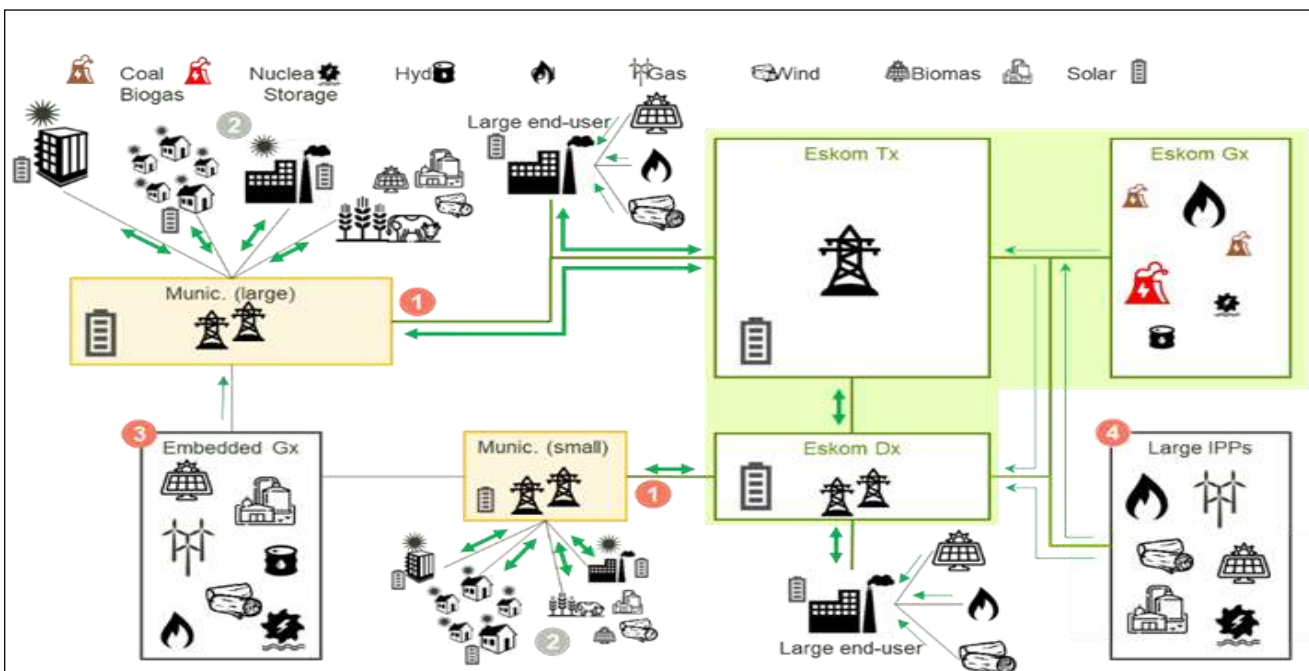 Coal Nuclea Hyd Gas Wind Biomas Solar
Biogas Storage
2
Large end-user
Eskom Tx
Eskom Gx
Munic. (large)
1
3
Embedded Gx
Munic. (small)
1
Eskom Dx
4
Large IPPs
2
Large end-user